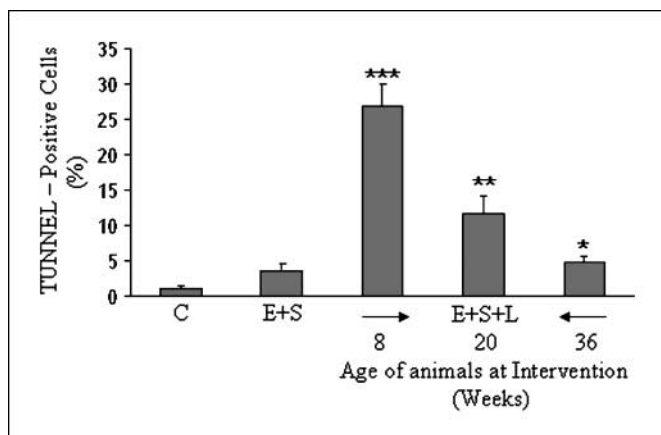 TUNNEL – Positive Cells
(%)
35
30
25
20
15
10
5
0
***
**
*
C E+S E+S+L
8 20 36
Age of animals at Intervention
(Weeks)